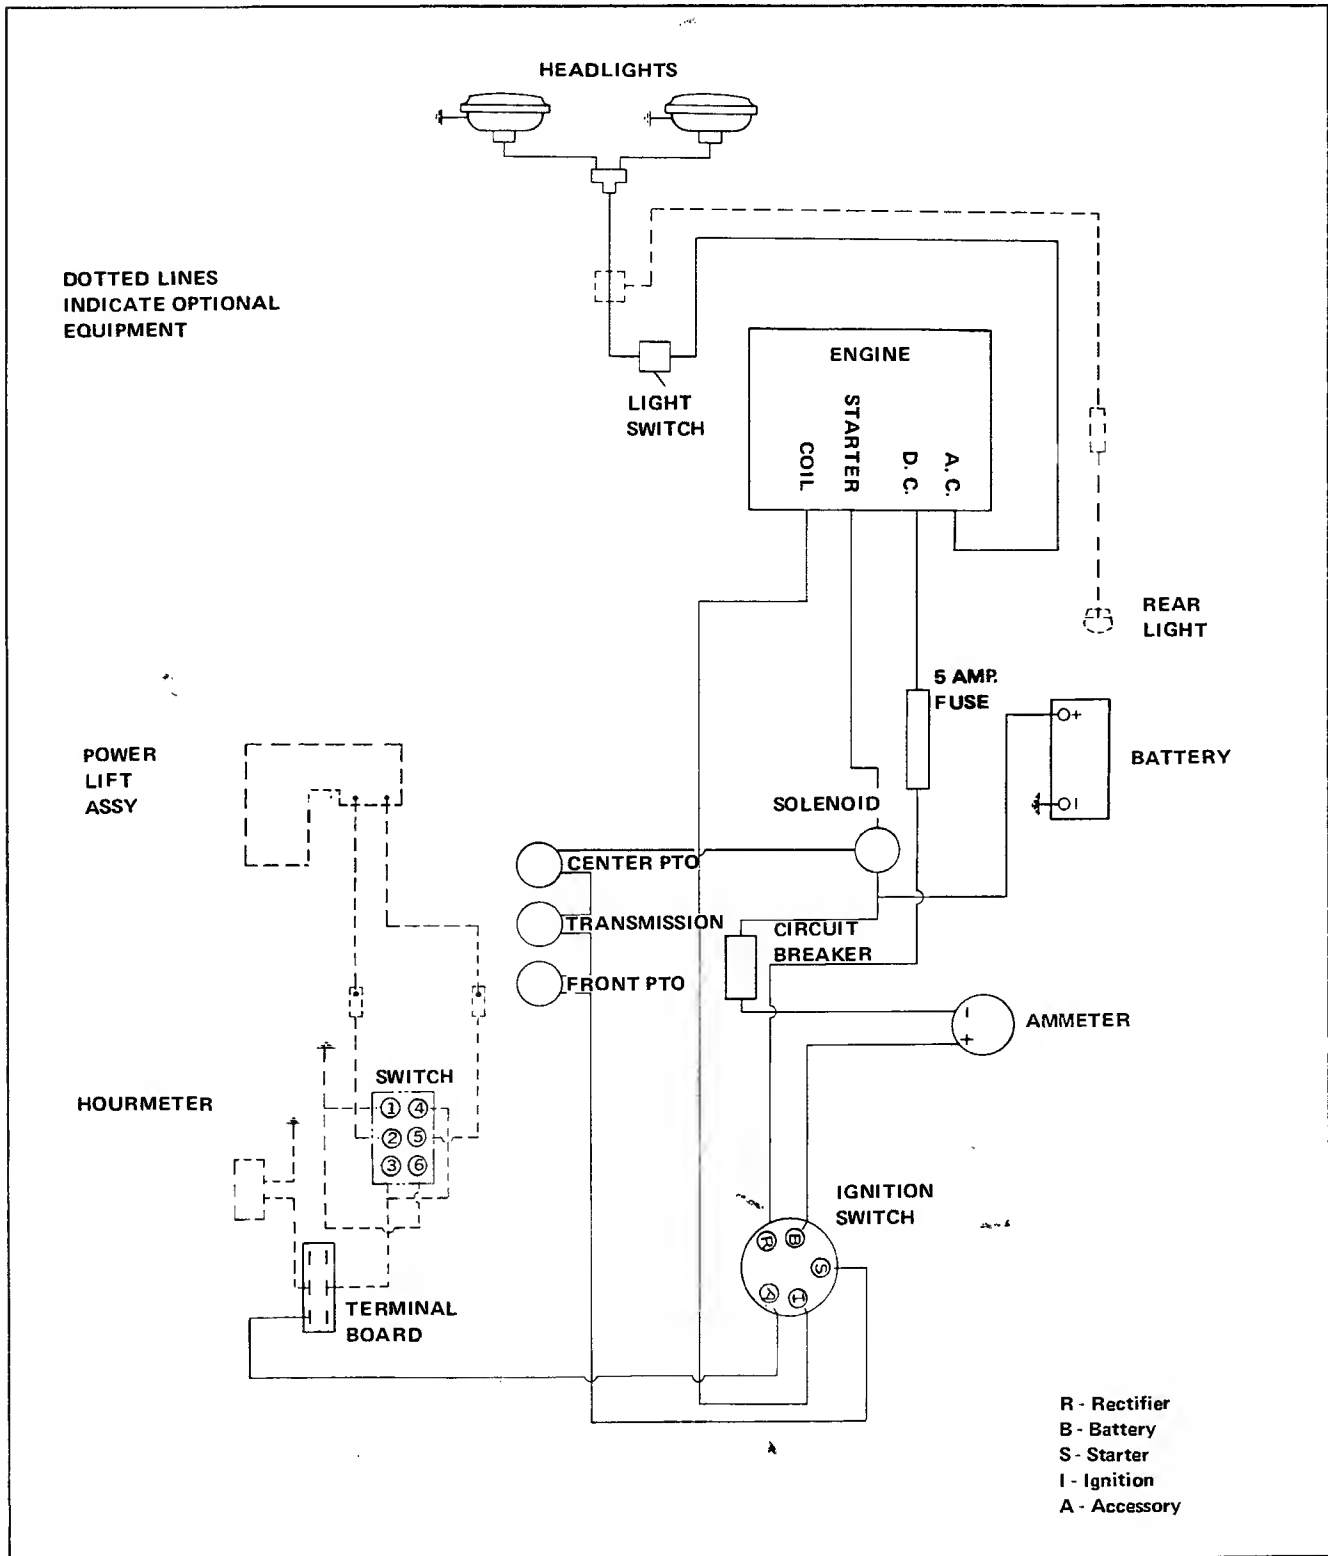 HEADLIGHTS
DOTTED LINES
INDICATE OPTIONAL
EQUIPMENT
ENGINE
LIGHT
SWITCH
COIL
STARTER
D. C.
A. C.
REAR
LIGHT
5 AMP.
FUSE
+
BATTERY
-
POWER
LIFT
ASSY
SOLENOID
CENTER PTO
TRANSMISSION
CIRCUIT
BREAKER
FRONT PTO
-
+
AMMETER
SWITCH
HOURMETER
1 4
2 5
3 6
IGNITION
SWITCH
R
B
S
A
I
TERMINAL
BOARD
R - Rectifier
B - Battery
S - Starter
I - Ignition
A - Accessory